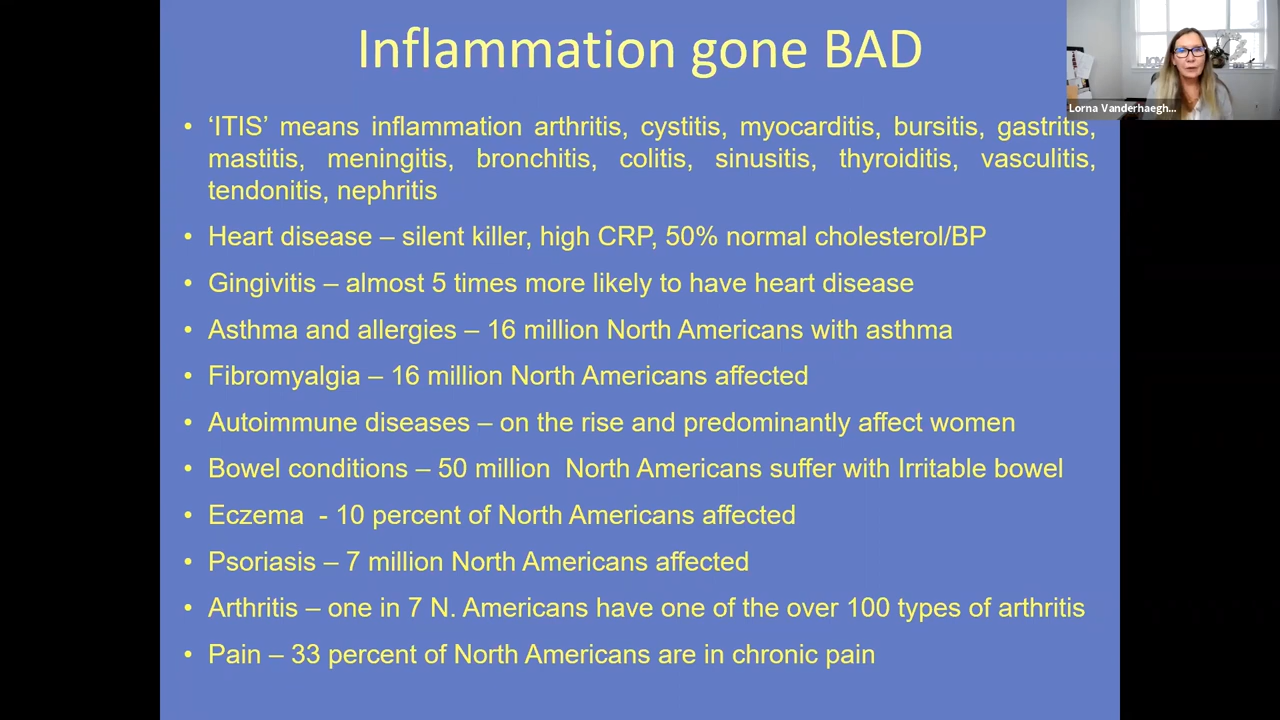 Inflammation gone BAD
Lorna Vanderhaegh...
• ‘ITIS’ means inflammation arthritis, cystitis, myocarditis, bursitis, gastritis,
mastitis, meningitis, bronchitis, colitis, sinusitis, thyroiditis, vasculitis,
tendonitis, nephritis
• Heart disease – silent killer, high CRP, 50% normal cholesterol/BP
• Gingivitis – almost 5 times more likely to have heart disease
• Asthma and allergies – 16 million North Americans with asthma
• Fibromyalgia – 16 million North Americans affected
• Autoimmune diseases – on the rise and predominantly affect women
• Bowel conditions – 50 million  North Americans suffer with Irritable bowel
• Eczema  - 10 percent of North Americans affected
• Psoriasis – 7 million North Americans affected
• Arthritis – one in 7 N. Americans have one of the over 100 types of arthritis
• Pain – 33 percent of North Americans are in chronic pain